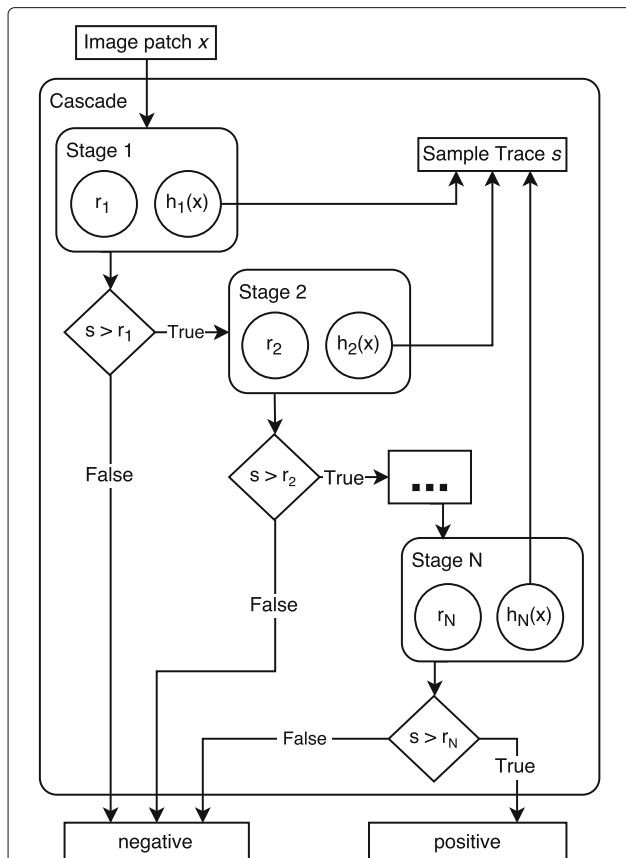 Image patch x
Cascade
Stage 1
r1
h1(x)
Sample Trace s
s > r1
True
Stage 2
r2
h2(x)
False
s > r2
True
...
False
Stage N
rN
hN(x)
s > rN
False
True
negative
positive